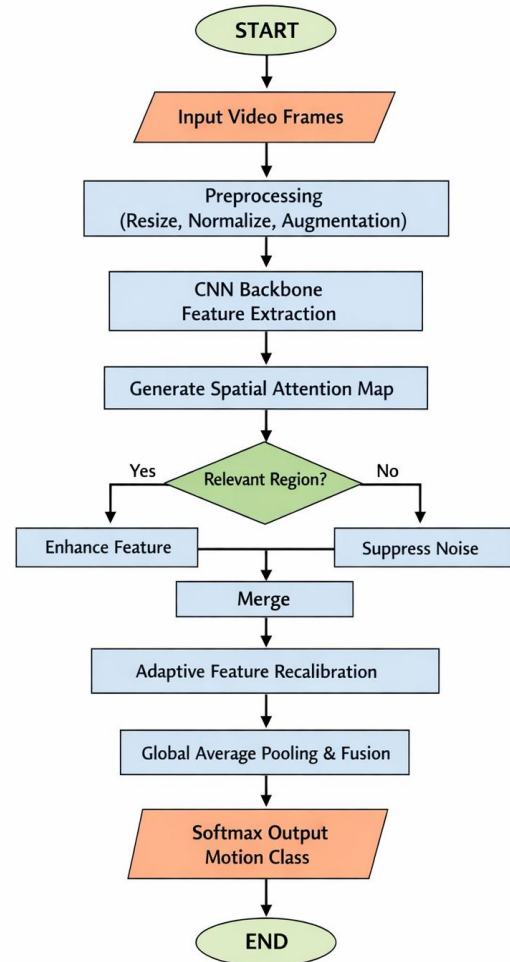 START
Input Video Frames
Preprocessing
(Resize, Normalize, Augmentation)
CNN Backbone
Feature Extraction
Generate Spatial Attention Map
Relevant Region?
Yes
No
Enhance Feature
Suppress Noise
Merge
Adaptive Feature Recalibration
Global Average Pooling & Fusion
Softmax Output
Motion Class
END